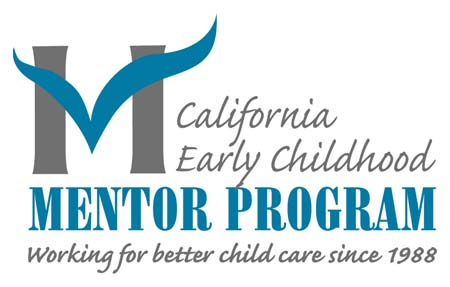 M California
Early Childhood
MENTOR PROGRAM
Working for better child care since 1988